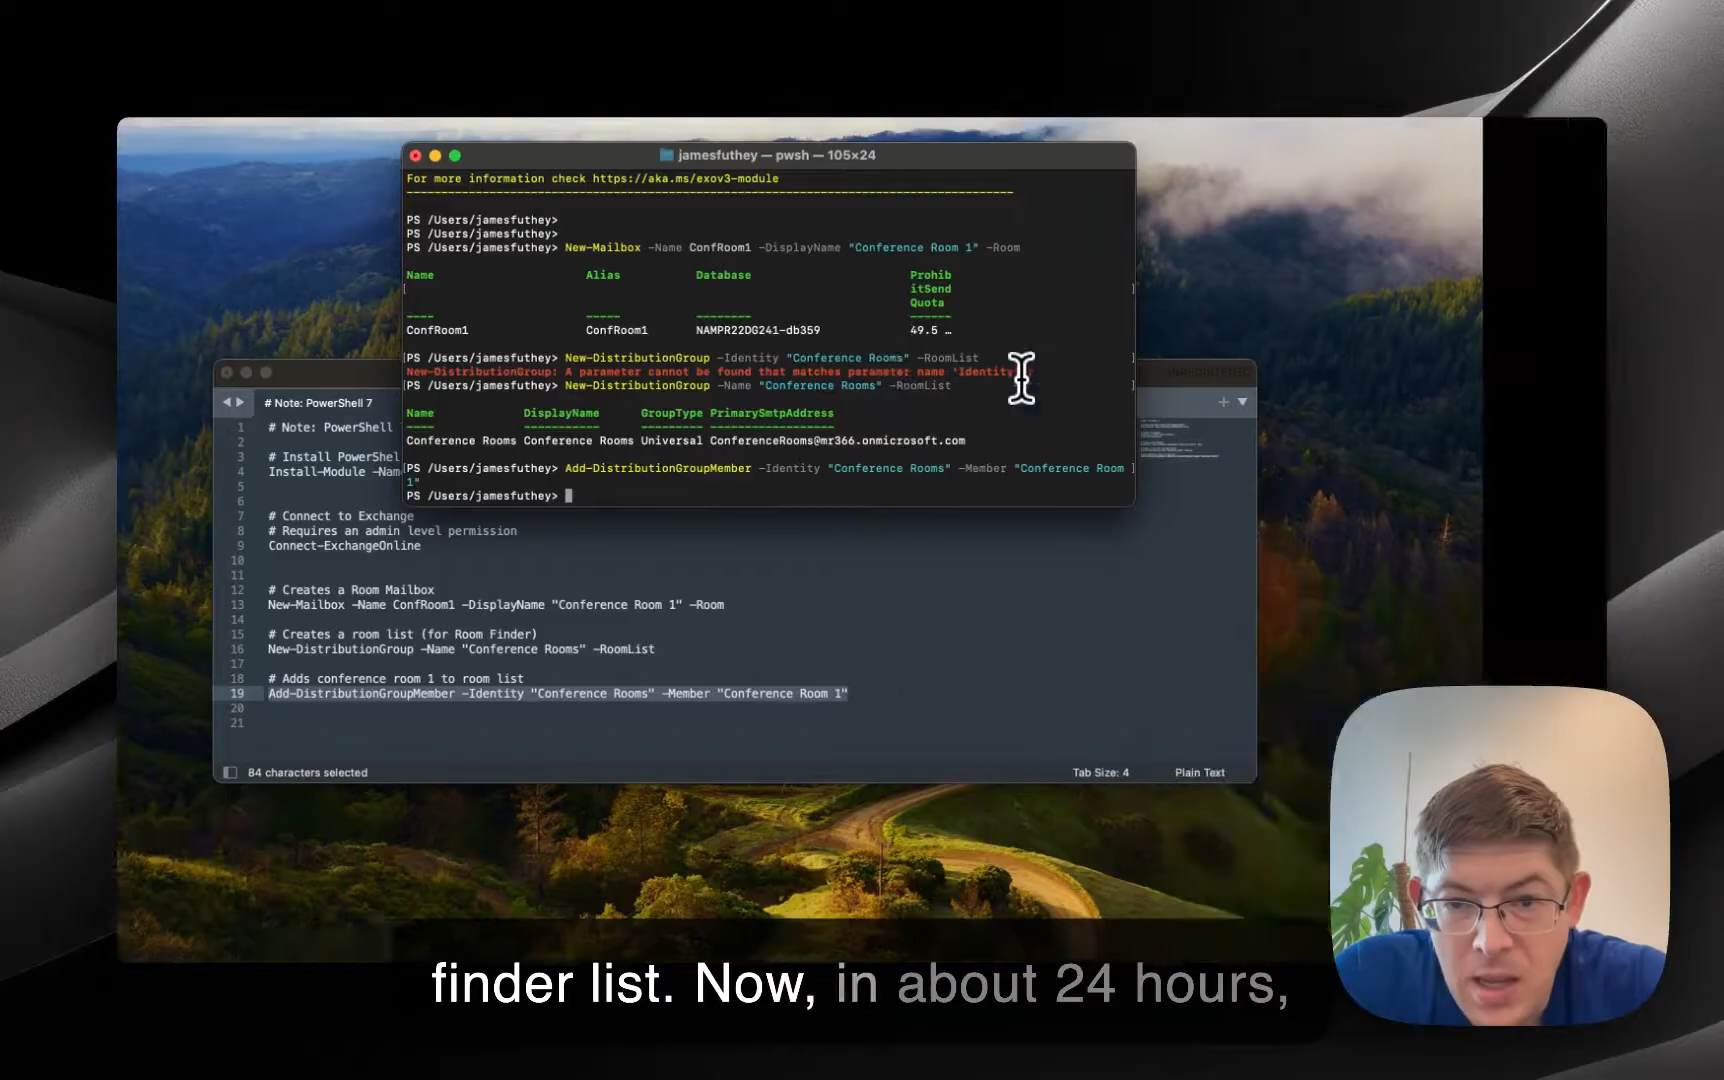 jamesfuthey — pwsh — 105×24
For more information check https://aka.ms/exov3-module
--------------------------------------------------------------------------------
PS /Users/jamesfuthey>
PS /Users/jamesfuthey>
PS /Users/jamesfuthey> New-Mailbox -Name ConfRoom1 -DisplayName "Conference Room 1" -Room
Name Alias Database Prohib
[ itSend ]
Quota
---- ----- -------- ------
ConfRoom1 ConfRoom1 NAMPR22DG241-db359 49.5 …
[PS /Users/jamesfuthey> New-DistributionGroup -Identity "Conference Rooms" -RoomList ]
New-DistributionGroup: A parameter cannot be found that matches parameter name 'Identity
[PS /Users/jamesfuthey> New-DistributionGroup -Name "Conference Rooms" -RoomList ]
Name DisplayName GroupType PrimarySmtpAddress
---- ----------- --------- ------------------
Conference Rooms Conference Rooms Universal ConferenceRooms@mr366.onmicrosoft.com
[PS /Users/jamesfuthey> Add-DistributionGroupMember -Identity "Conference Rooms" -Member "Conference Room ]
1"
PS /Users/jamesfuthey>
UNREGISTERED
# Note: PowerShell 7
1 # Note: PowerShell
2
3 # Install PowerShel
4 Install-Module -Nam
5
6
7 # Connect to Exchange
8 # Requires an admin level permission
9 Connect-ExchangeOnline
10
11
12 # Creates a Room Mailbox
13 New-Mailbox -Name ConfRoom1 -DisplayName "Conference Room 1" -Room
14
15 # Creates a room list (for Room Finder)
16 New-DistributionGroup -Name "Conference Rooms" -RoomList
17
18 # Adds conference room 1 to room list
19 Add-DistributionGroupMember -Identity "Conference Rooms" -Member "Conference Room 1"
20
21
84 characters selected Tab Size: 4 Plain Text
finder list. Now, in about 24 hours,